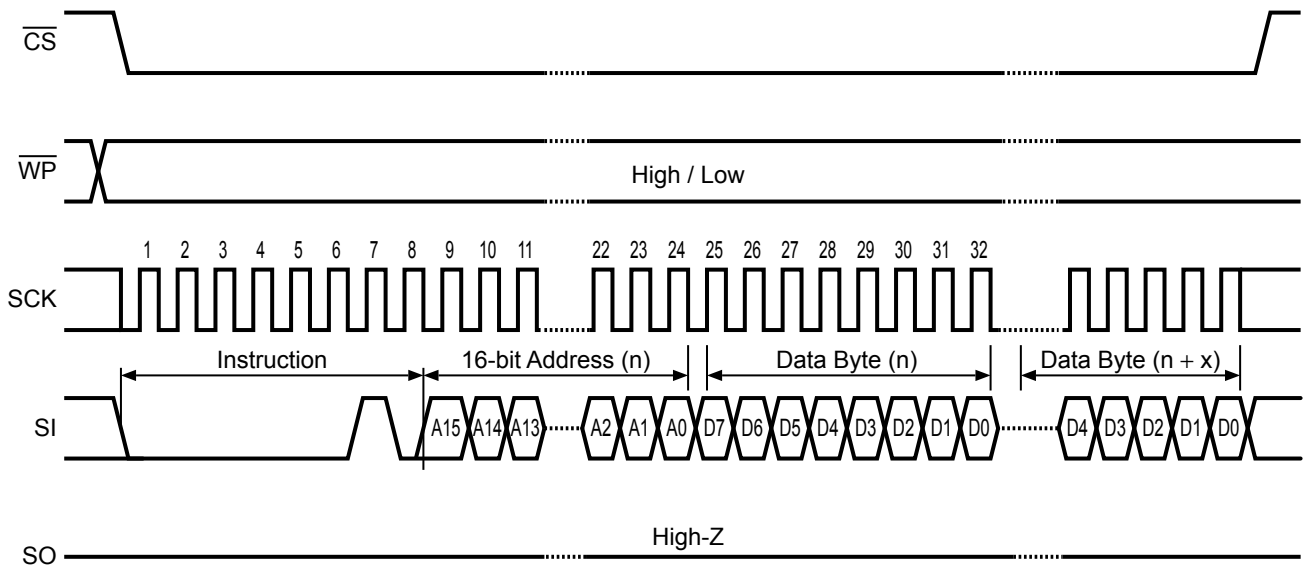 CS
WP
High / Low
1 2 3 4 5 6 7 8 9 10 11 22 23 24 25 26 27 28 29 30 31 32
SCK
Instruction 16-bit Address (n) Data Byte (n) Data Byte (n + x)
SI A15 A14 A13 A2 A1 A0 D7 D6 D5 D4 D3 D2 D1 D0 D4 D3 D2 D1 D0
High-Z
SO